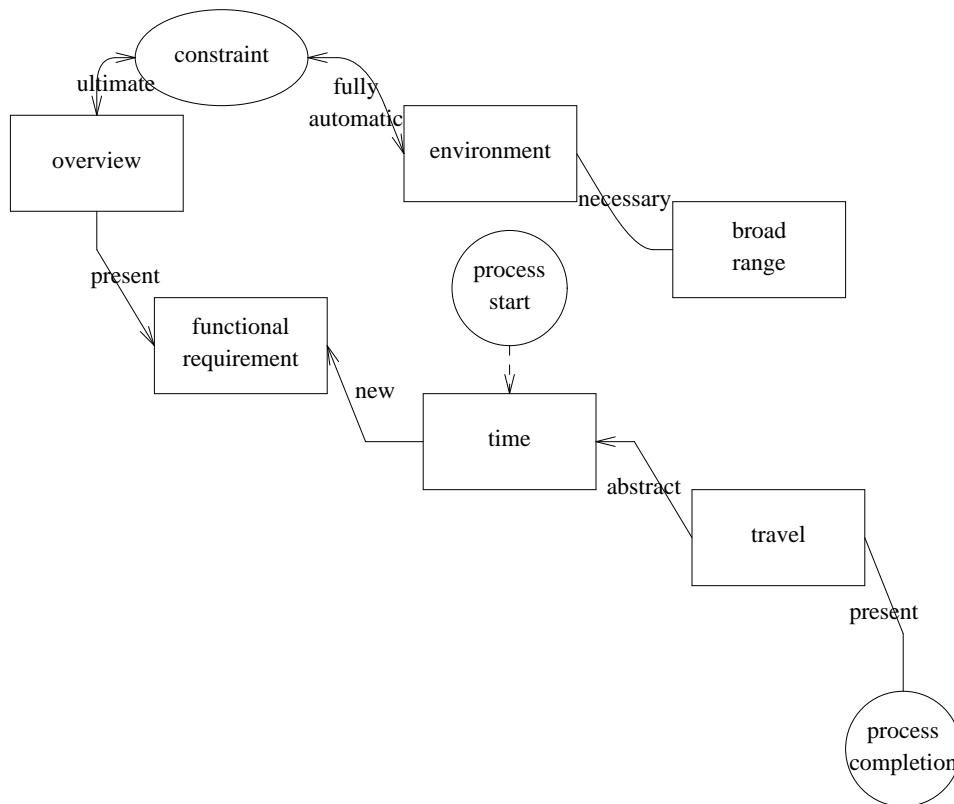 constraint
ultimate
fully
automatic
overview
environment
necessary
broad
range
process
start
present
functional
requirement
new
time
abstract
travel
present
process
completion